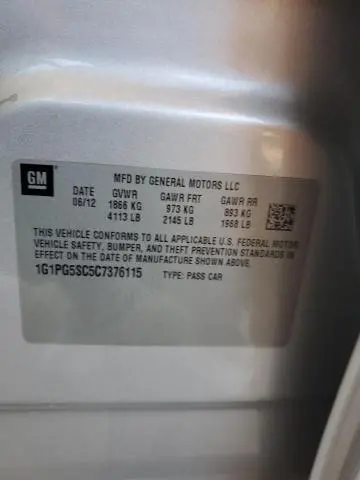 GM
MFD BY GENERAL MOTORS LLC
DATE GVWR GAWR FRT GAWR RR
06/12 1866 KG 973 KG 893 KG
4113 LB 2145 LB 1968 LB
THIS VEHICLE CONFORMS TO ALL APPLICABLE U.S. FEDERAL MOTOR
VEHICLE SAFETY, BUMPER, AND THEFT PREVENTION STANDARDS IN
EFFECT ON THE DATE OF MANUFACTURE SHOWN ABOVE.
1G1PG5SC5C7376115 TYPE: PASS CAR